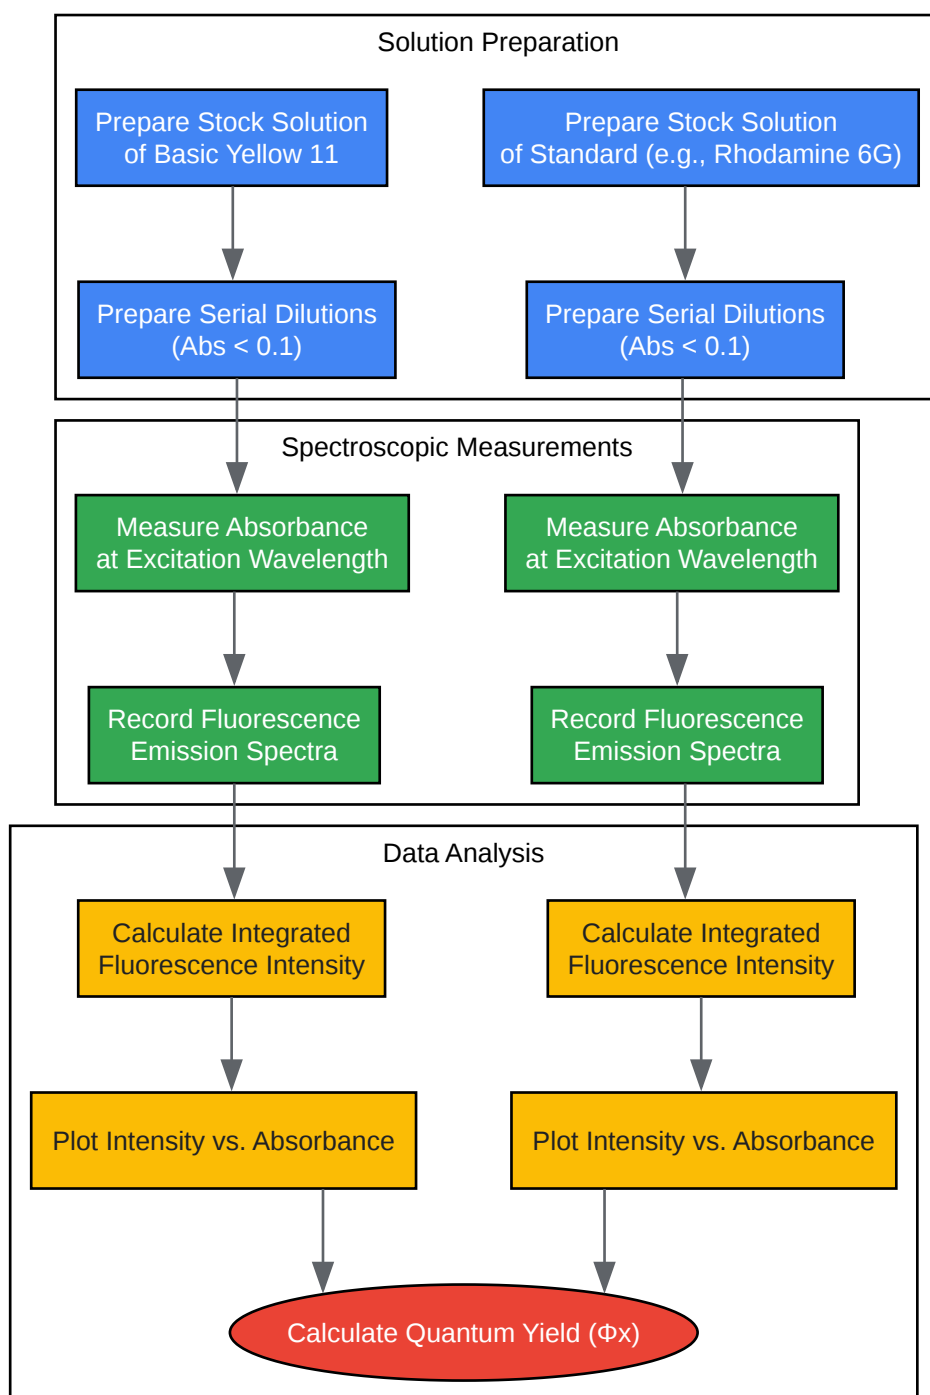 Solution Preparation
Prepare Stock Solution
of Basic Yellow 11
Prepare Stock Solution
of Standard (e.g., Rhodamine 6G)
Prepare Serial Dilutions
(Abs < 0.1)
Prepare Serial Dilutions
(Abs < 0.1)
Spectroscopic Measurements
Measure Absorbance
at Excitation Wavelength
Measure Absorbance
at Excitation Wavelength
Record Fluorescence
Emission Spectra
Record Fluorescence
Emission Spectra
Data Analysis
Calculate Integrated
Fluorescence Intensity
Calculate Integrated
Fluorescence Intensity
Plot Intensity vs. Absorbance
Plot Intensity vs. Absorbance
Calculate Quantum Yield (Φx)